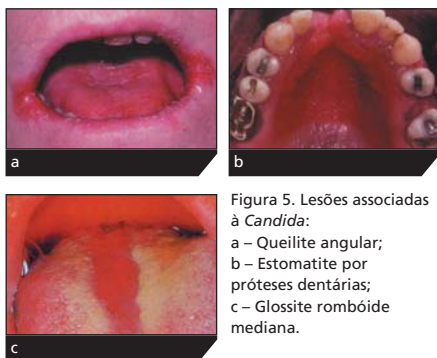 a
b
c
Figura 5. Lesões associadas
à Candida:
a – Queilite angular;
b – Estomatite por
próteses dentárias;
c – Glossite rombóide
mediana.